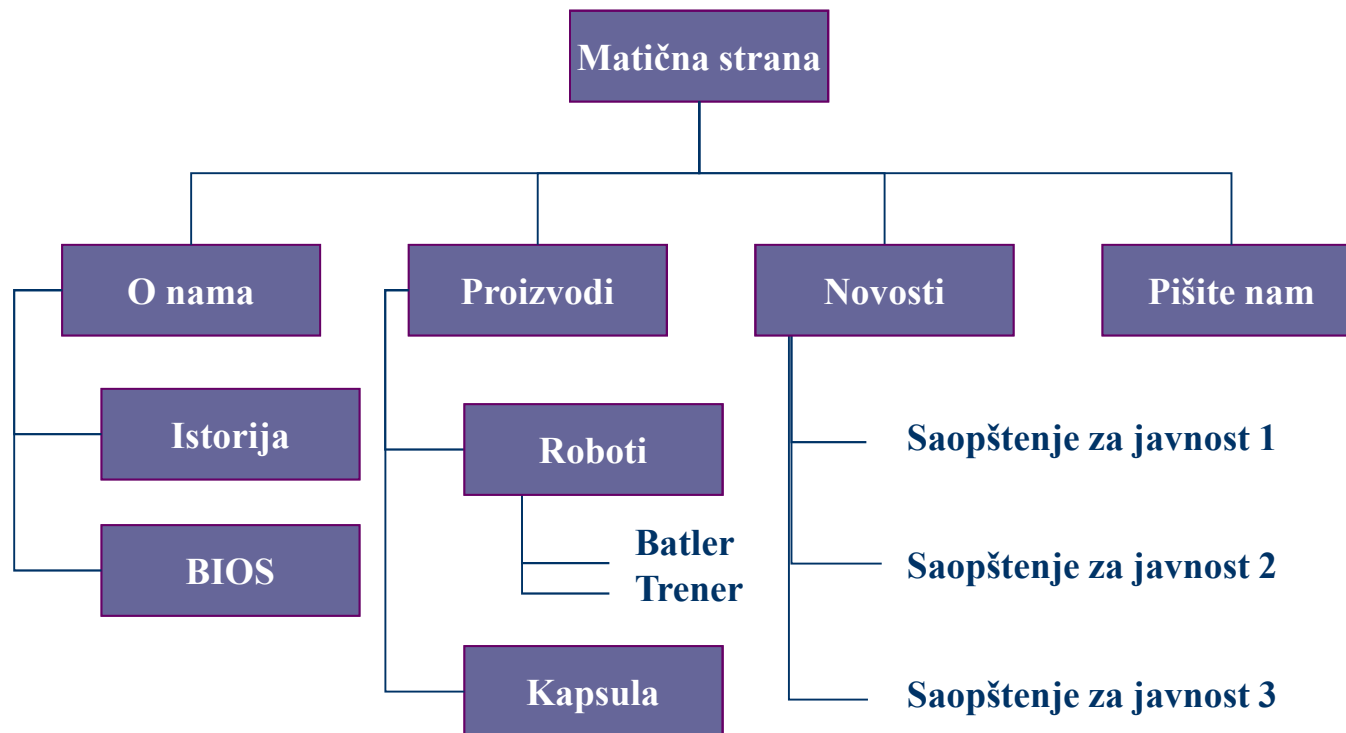 Matična strana
O nama
Proizvodi
Novosti
Pišite nam
Istorija
BIOS
Roboti
Batler
Trener
Kapsula
Saopštenje za javnost 1
Saopštenje za javnost 2
Saopštenje za javnost 3